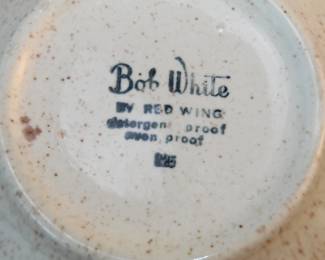 Bob White
BY RED WING
detergent proof
oven proof